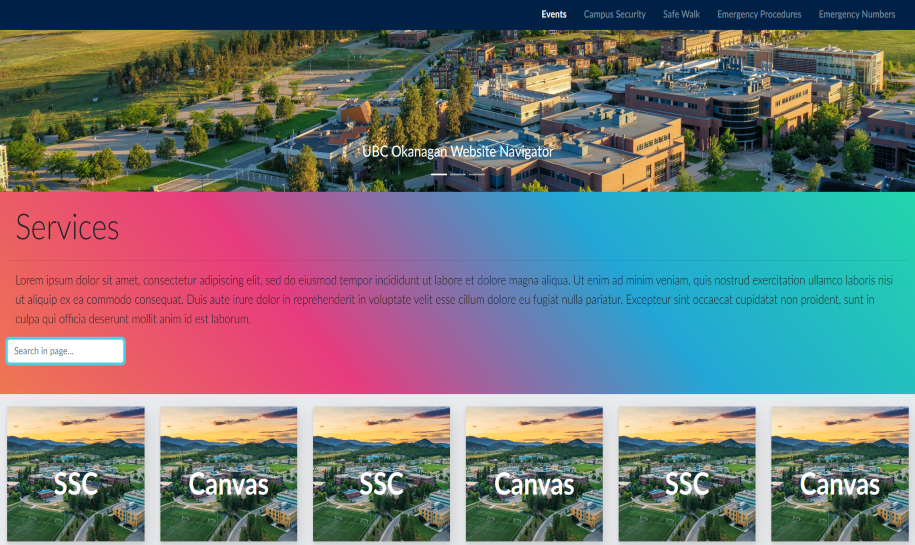 Events Campus Security Safe Walk Emergency Procedures Emergency Numbers
UBC Okanagan Website Navigator
Services
Lorem ipsum dolor sit amet, consectetur adipiscing elit, sed do eiusmod tempor incididunt ut labore et dolore magna aliqua. Ut enim ad minim veniam, quis nostrud exercitation ullamco laboris nisi
ut aliquip ex ea commodo consequat. Duis aute irure dolor in reprehenderit in voluptate velit esse cillum dolore eu fugiat nulla pariatur. Excepteur sint occaecat cupidatat non proident, sunt in
culpa qui officia deserunt mollit anim id est laborum.
Search in page...
SSC Canvas SSC Canvas SSC Canvas